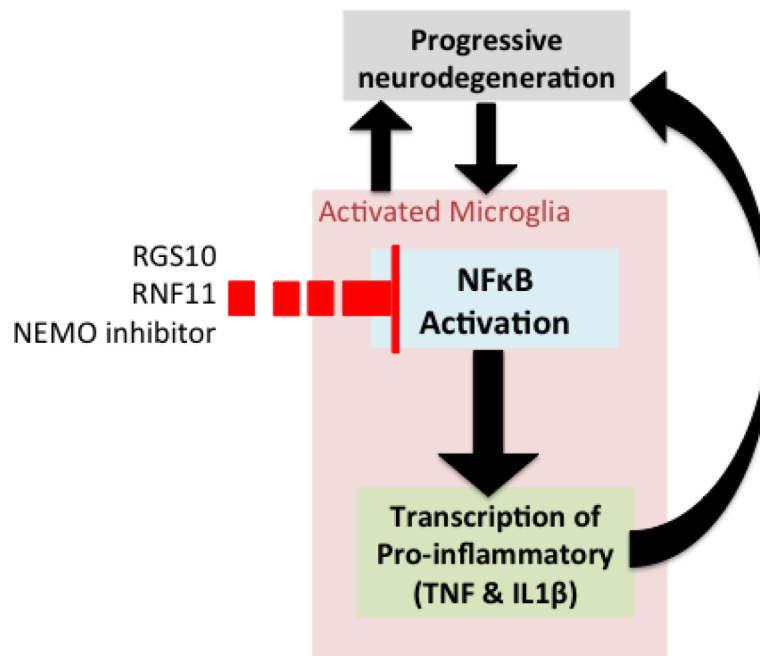 Progressive
neurodegeneration
Activated Microglia
RGS10
RNF11
NEMO inhibitor
NFκB
Activation
Transcription of
Pro-inflammatory
(TNF & IL1β)